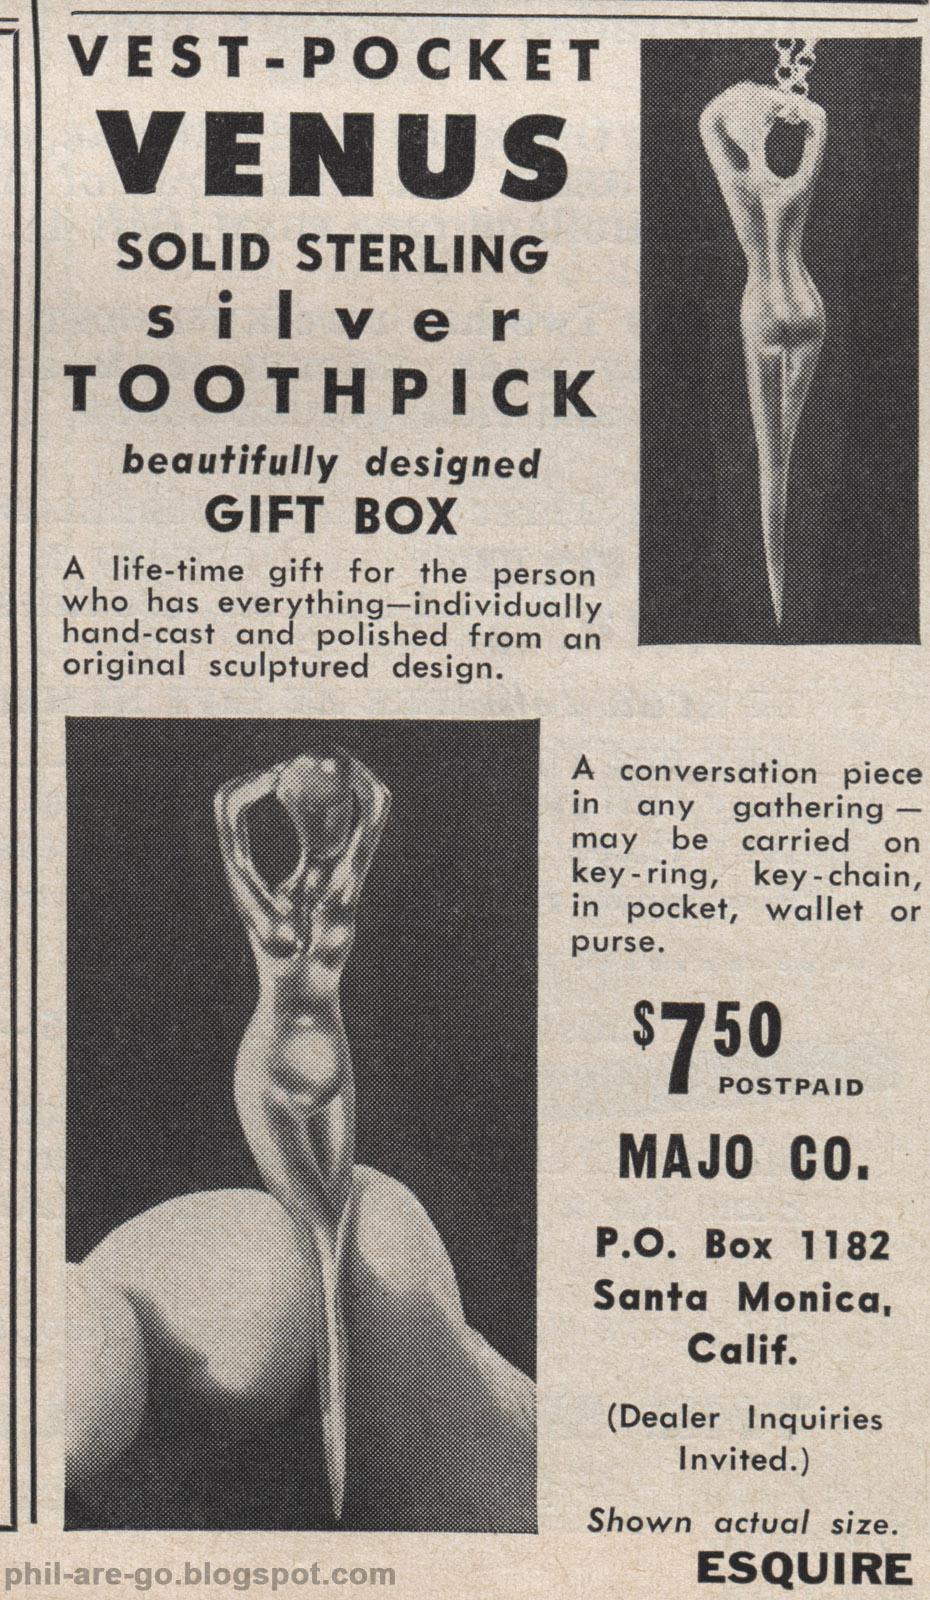 VEST-POCKET
VENUS
SOLID STERLING
silver
TOOTHPICK
beautifully designed
GIFT BOX
A life-time gift for the person
who has everything—individually
hand-cast and polished from an
original sculptured design.
A conversation piece
in any gathering —
may be carried on
key-ring, key-chain,
in pocket, wallet or
purse.
$7.50
POSTPAID
MAJO CO.
P.O. Box 1182
Santa Monica,
Calif.
(Dealer Inquiries
Invited.)
Shown actual size.
ESQUIRE
phil-are-go.blogspot.com